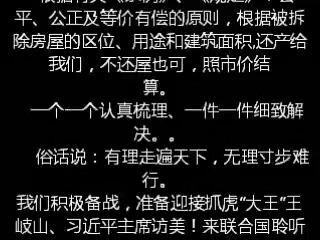 平、公正及等价有偿的原则，根据被拆
除房屋的区位、用途和建筑面积,还产给
我们，不还屋也可，照市价结
算。
一个一个认真梳理、一件一件细致解
决。。
俗话说：有理走遍天下，无理寸步难
行。
我们积极备战，准备迎接抓虎“大王”王
岐山、习近平主席访美！来联合国聆听